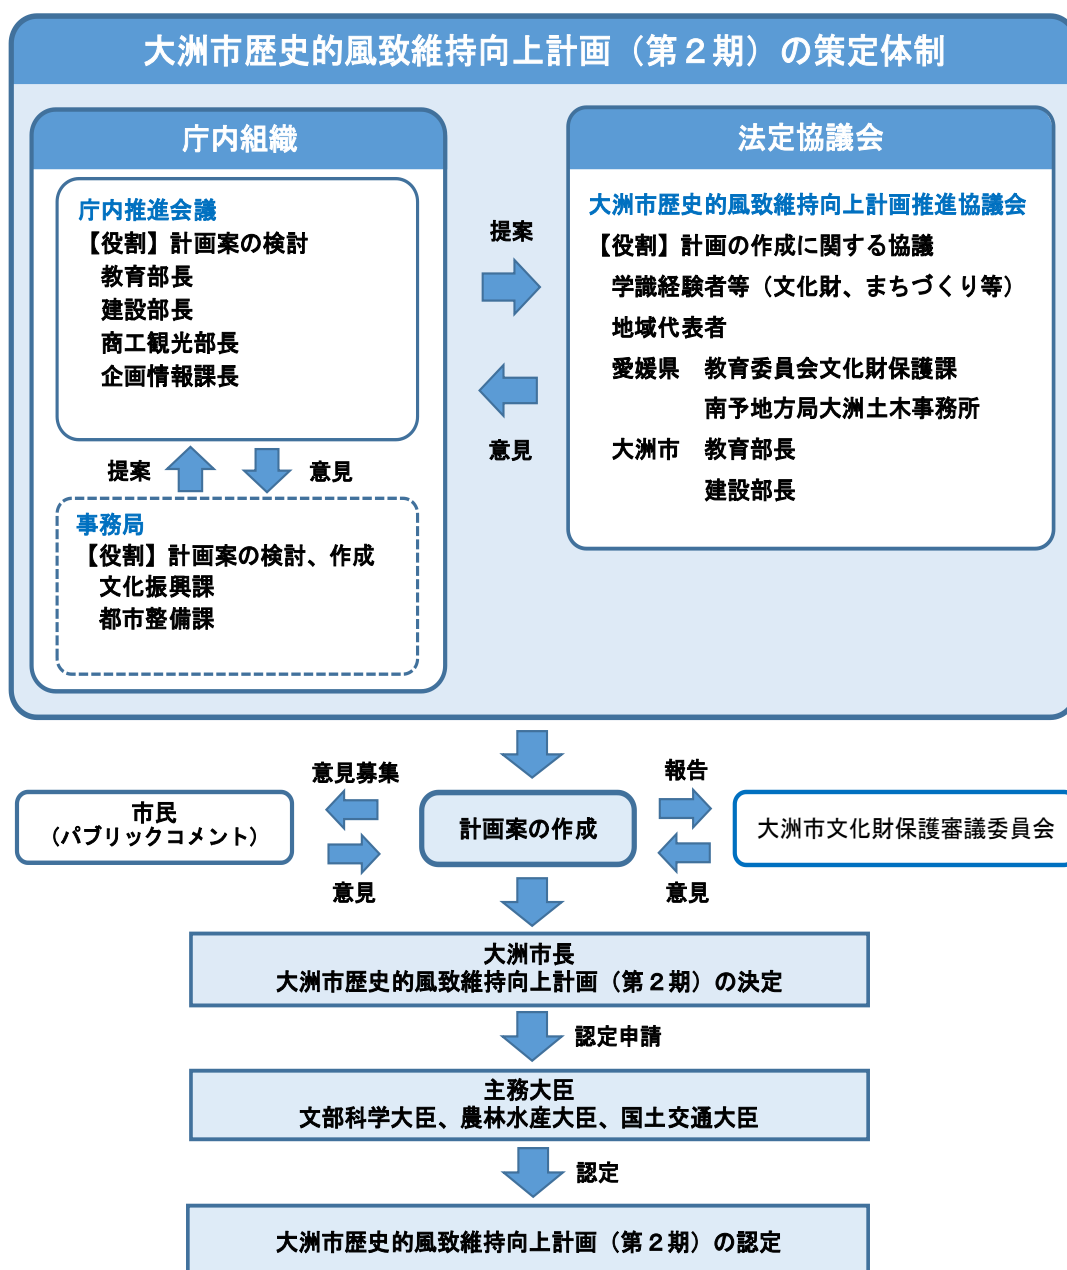 大洲市歴史的風致維持向上計画（第２期）の策定体制
庁内組織
庁内推進会議
【役割】計画案の検討
教育部長
建設部長
商工観光部長
企画情報課長
提案
意見
事務局
【役割】計画案の検討、作成
文化振興課
都市整備課
提案
意見
法定協議会
大洲市歴史的風致維持向上計画推進協議会
【役割】計画の作成に関する協議
学識経験者等（文化財、まちづくり等）
地域代表者
愛媛県　教育委員会文化財保護課
南予地方局大洲土木事務所
大洲市　教育部長
建設部長
意見募集
市民
（パブリックコメント）
意見
計画案の作成
報告
大洲市文化財保護審議委員会
意見
大洲市長
大洲市歴史的風致維持向上計画（第２期）の決定
認定申請
主務大臣
文部科学大臣、農林水産大臣、国土交通大臣
認定
大洲市歴史的風致維持向上計画（第２期）の認定